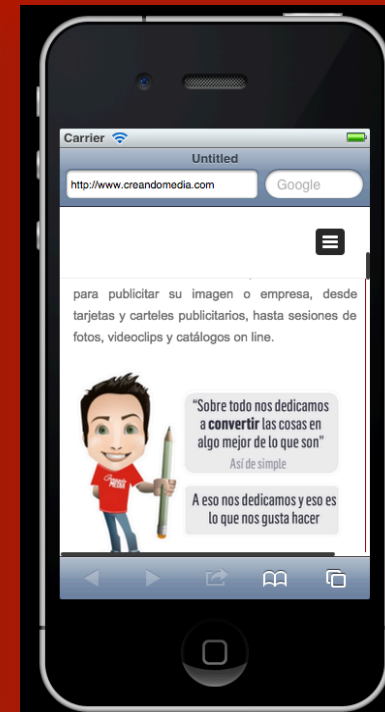 Carrier
Untitled
http://www.creandomedia.com
Google
para publicitar su imagen o empresa, desde
tarjetas y carteles publicitarios, hasta sesiones de
fotos, videoclips y catálogos on line.
“Sobre todo nos dedicamos
a convertir las cosas en
algo mejor de lo que son”
Así de simple
A eso nos dedicamos y eso es
lo que nos gusta hacer
Creando
MEDIA